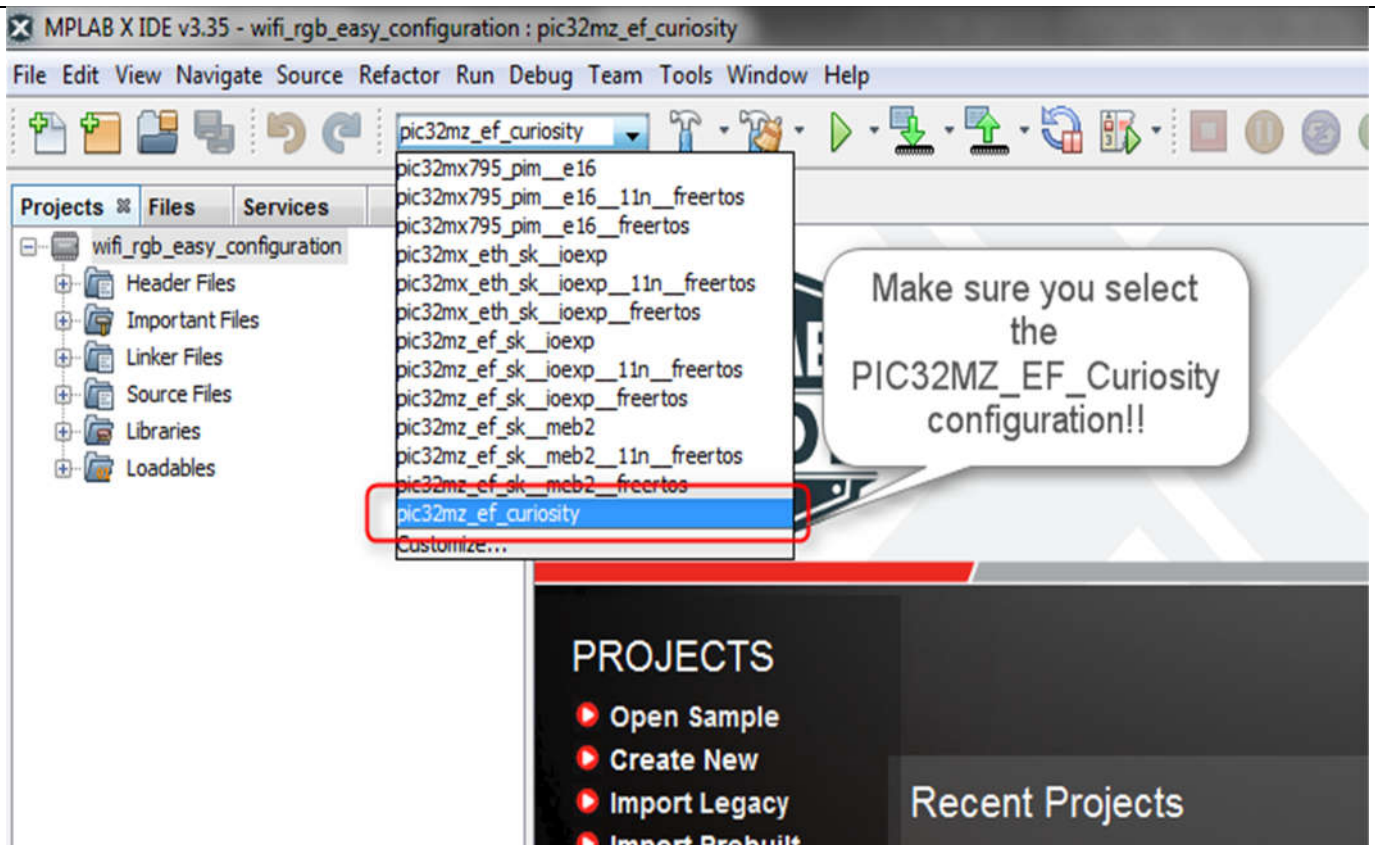 MPLAB X IDE v3.35 - wifi_rgb_easy_configuration : pic32mz_ef_curiosity
File Edit View Navigate Source Refactor Run Debug Team Tools Window Help
pic32mz_ef_curiosity
pic32mx795_pim__e16
pic32mx795_pim__e16__11n__freertos
pic32mx795_pim__e16__freertos
pic32mx_eth_sk__ioexp
pic32mx_eth_sk__ioexp__11n__freertos
pic32mx_eth_sk__ioexp__freertos
pic32mz_ef_sk__ioexp
pic32mz_ef_sk__ioexp__11n__freertos
pic32mz_ef_sk__ioexp__freertos
pic32mz_ef_sk__meb2
pic32mz_ef_sk__meb2__11n__freertos
pic32mz_ef_sk__meb2__freertos
pic32mz_ef_curiosity
Customize...
Projects Files Services
wifi_rgb_easy_configuration
Header Files
Important Files
Linker Files
Source Files
Libraries
Loadables
Make sure you select
the
PIC32MZ_EF_Curiosity
configuration!!
PROJECTS
Open Sample
Create New
Import Legacy
Import Prebuilt
Recent Projects